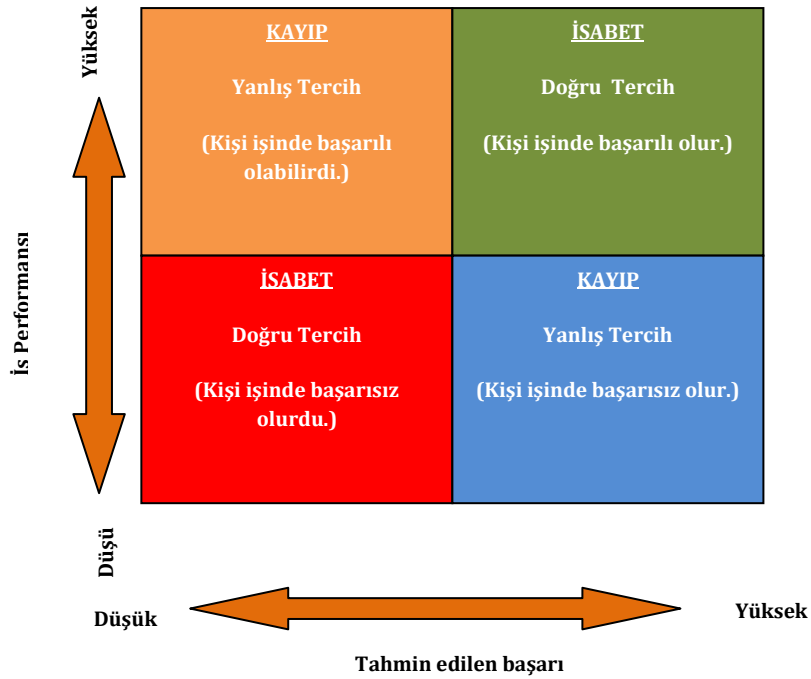 Yüksek
KAYIP
Yanlış Tercih
(Kişi işinde başarılı
olabilirdi.)
İSABET
Doğru Tercih
(Kişi işinde başarılı olur.)
İs Performansı
İSABET
Doğru Tercih
(Kişi işinde başarısız
olurdu.)
KAYIP
Yanlış Tercih
(Kişi işinde başarısız olur.)
Düşü
Düşük
Yüksek
Tahmin edilen başarı